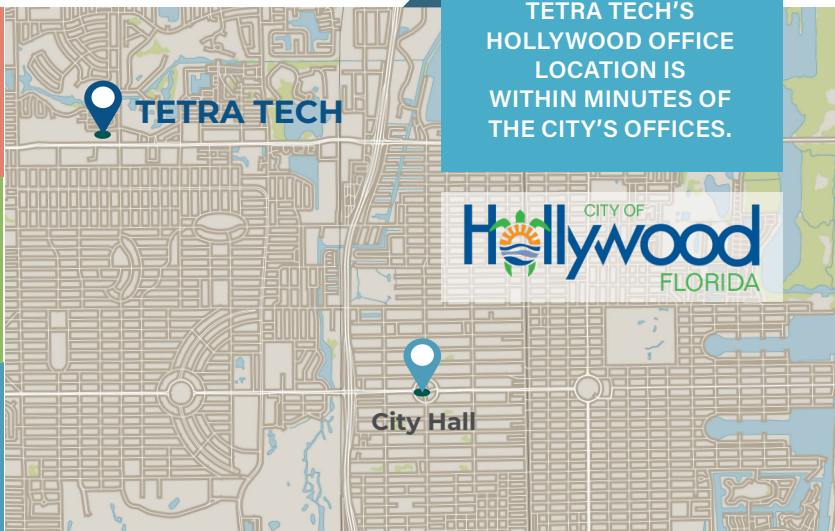 TETRA TECH'S
HOLLYWOOD OFFICE
LOCATION IS
WITHIN MINUTES OF
THE CITY'S OFFICES.
TETRA TECH
CITY OF
Hollywood
FLORIDA
City Hall